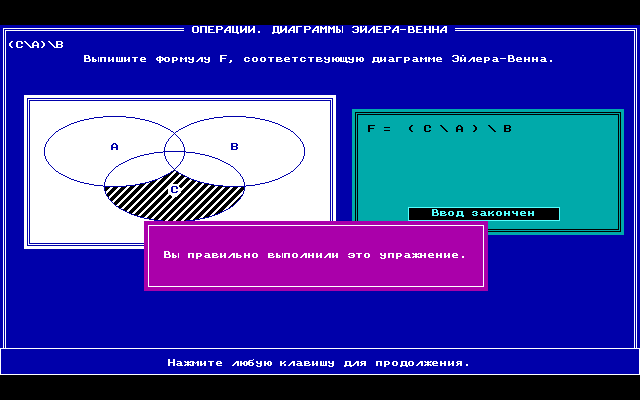 ОПЕРАЦИИ. ДИАГРАММЫ ЭЙЛЕРА-ВЕННА
(C\A)\B
Выпишите формулу F, соответствующую диаграмме Эйлера-Венна.
A
B
C
F = ( C \ A ) \ B
Ввод закончен
Вы правильно выполнили это упражнение.
Нажмите любую клавишу для продолжения.